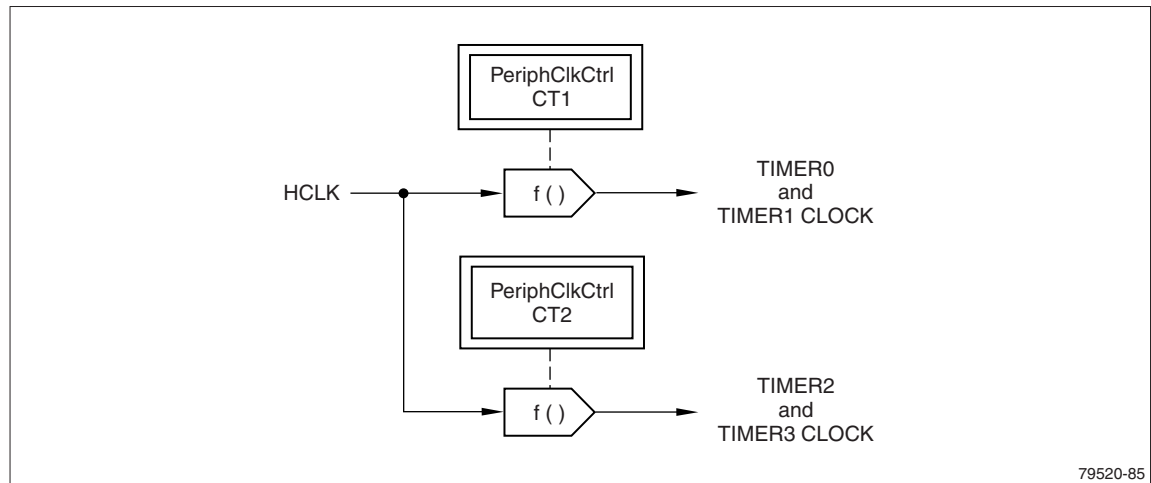 PeriphClkCtrl
CT1
HCLK
f ( )
TIMER0
and
TIMER1 CLOCK
PeriphClkCtrl
CT2
f ( )
TIMER2
and
TIMER3 CLOCK
79520-85